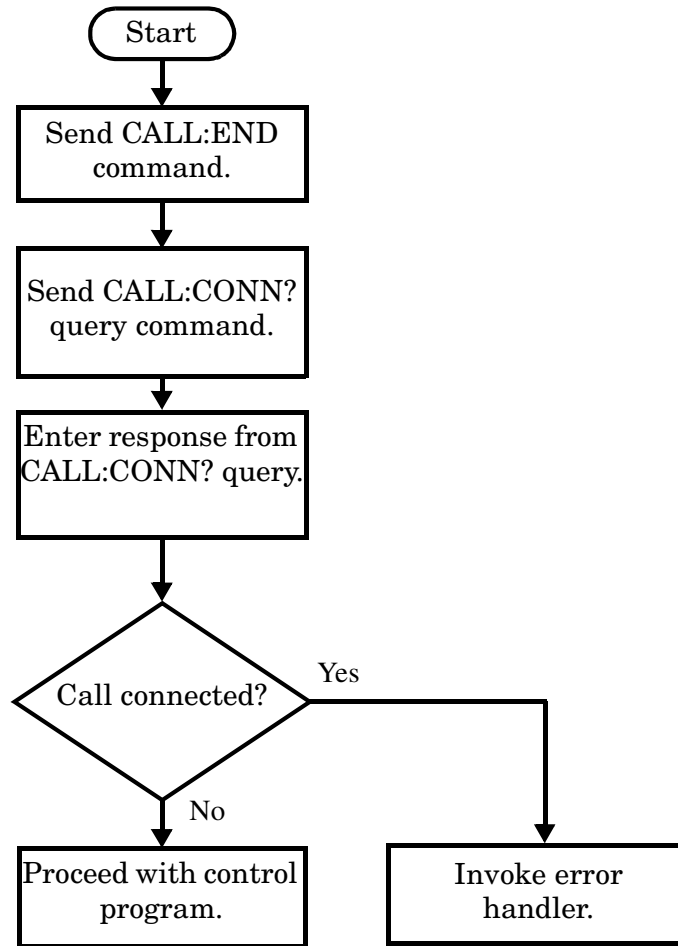 Start
Send CALL:END
command.
Send CALL:CONN?
query command.
Enter response from
CALL:CONN? query.
Call connected?
Yes
No
Proceed with control
program.
Invoke error
handler.